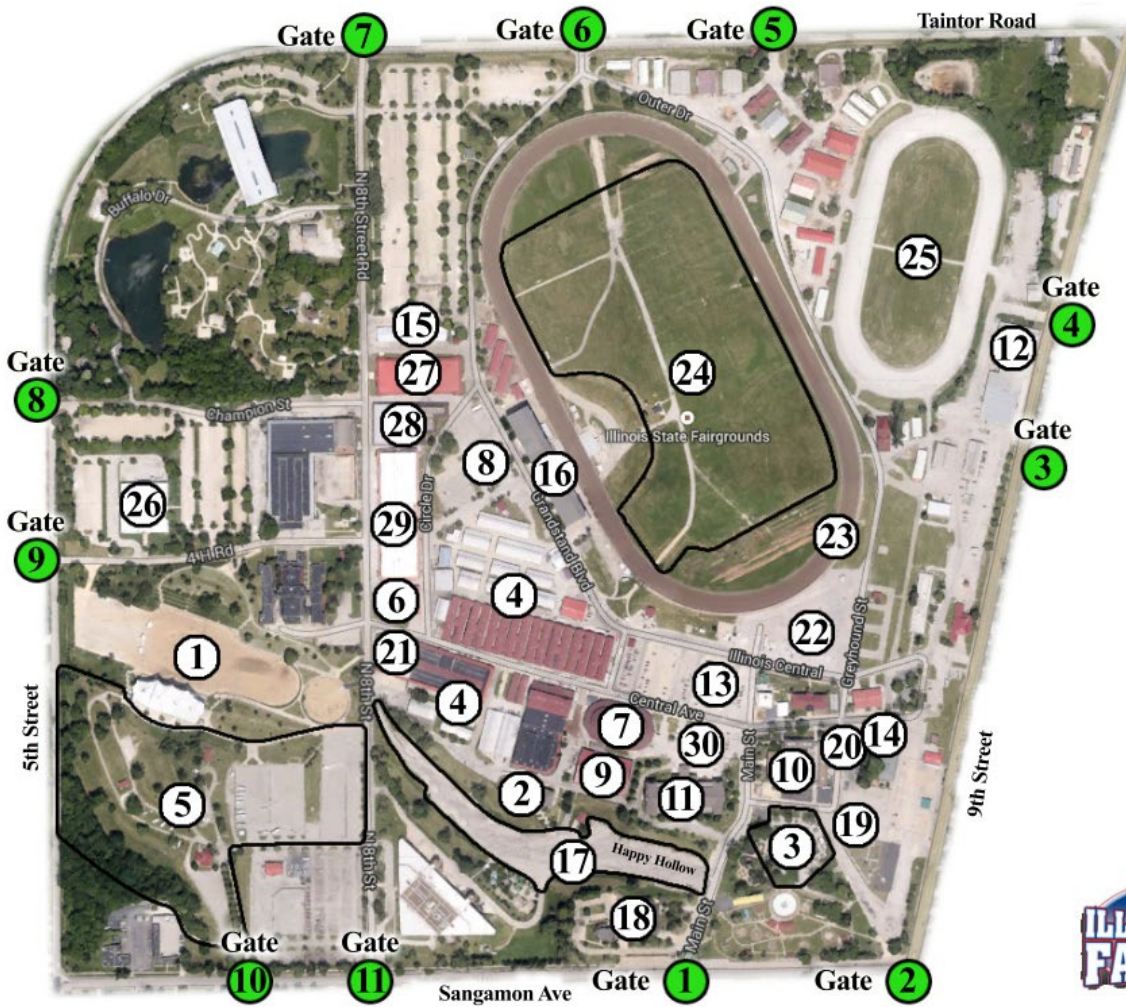 Taintor Road
Gate
7
Gate
6
Gate
5
Outer Dr
Buffalo Dr
N 8th Street Rd
25
Gate
4
15
12
27
24
Gate
8
Champion St
28
Illinois State Fairgrounds
Gate
3
8
16
26
29
Circle Dr
Grandstand Blvd
23
Gate
9
4 H Rd
6
4
22
Greyhound St
1
21
Illinois Central
N 8th St
13
4
Central Ave
7
30
Main St
20
14
5th Street
9
10
9th Street
5
2
11
19
3
N 8th St
17
Happy Hollow
18
Main St
Gate
10
Gate
11
Gate
1
Gate
2
Sangamon Ave